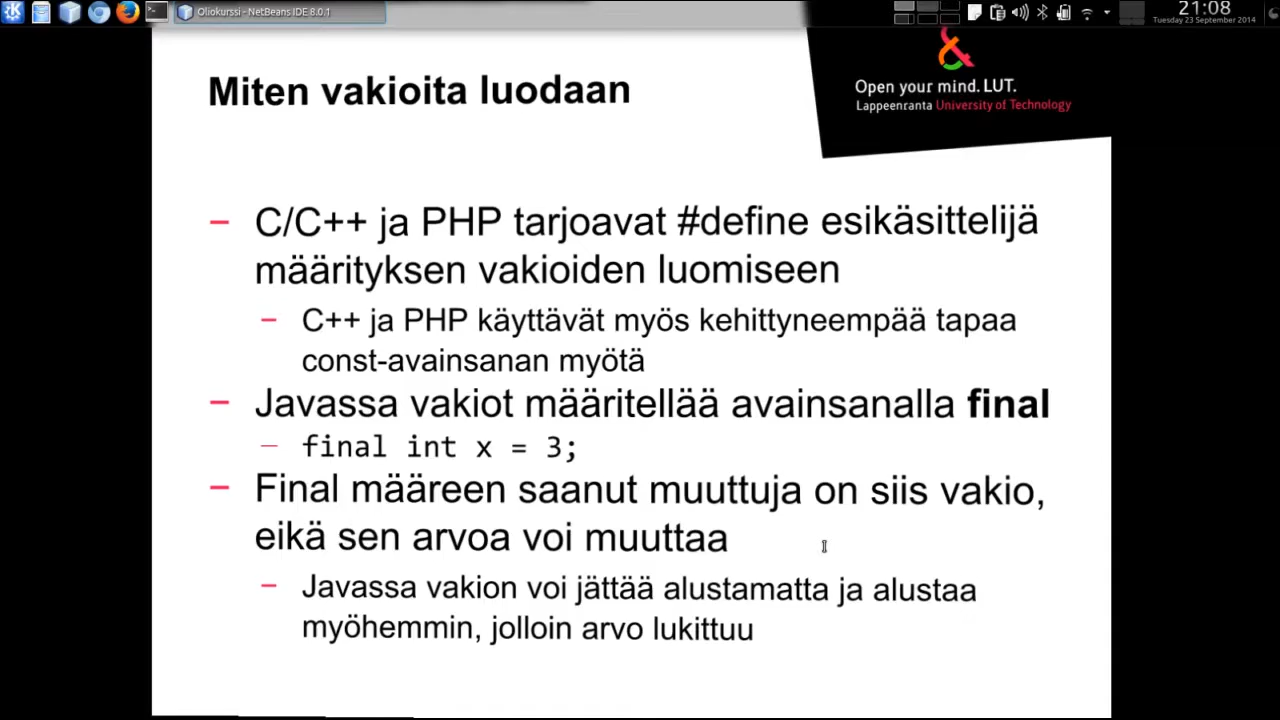 Oliokurssi - NetBeans IDE 8.0.1
21:08
Tuesday 23 September 2014
Open your mind. LUT.
Lappeenranta University of Technology
Miten vakioita luodaan
– C/C++ ja PHP tarjoavat #define esikäsittelijä
määrityksen vakioiden luomiseen
– C++ ja PHP käyttävät myös kehittyneempää tapaa
const-avainsanan myötä
– Javassa vakiot määritellää avainsanalla final
– final int x = 3;
– Final määreen saanut muuttuja on siis vakio,
eikä sen arvoa voi muuttaa
– Javassa vakion voi jättää alustamatta ja alustaa
myöhemmin, jolloin arvo lukittuu